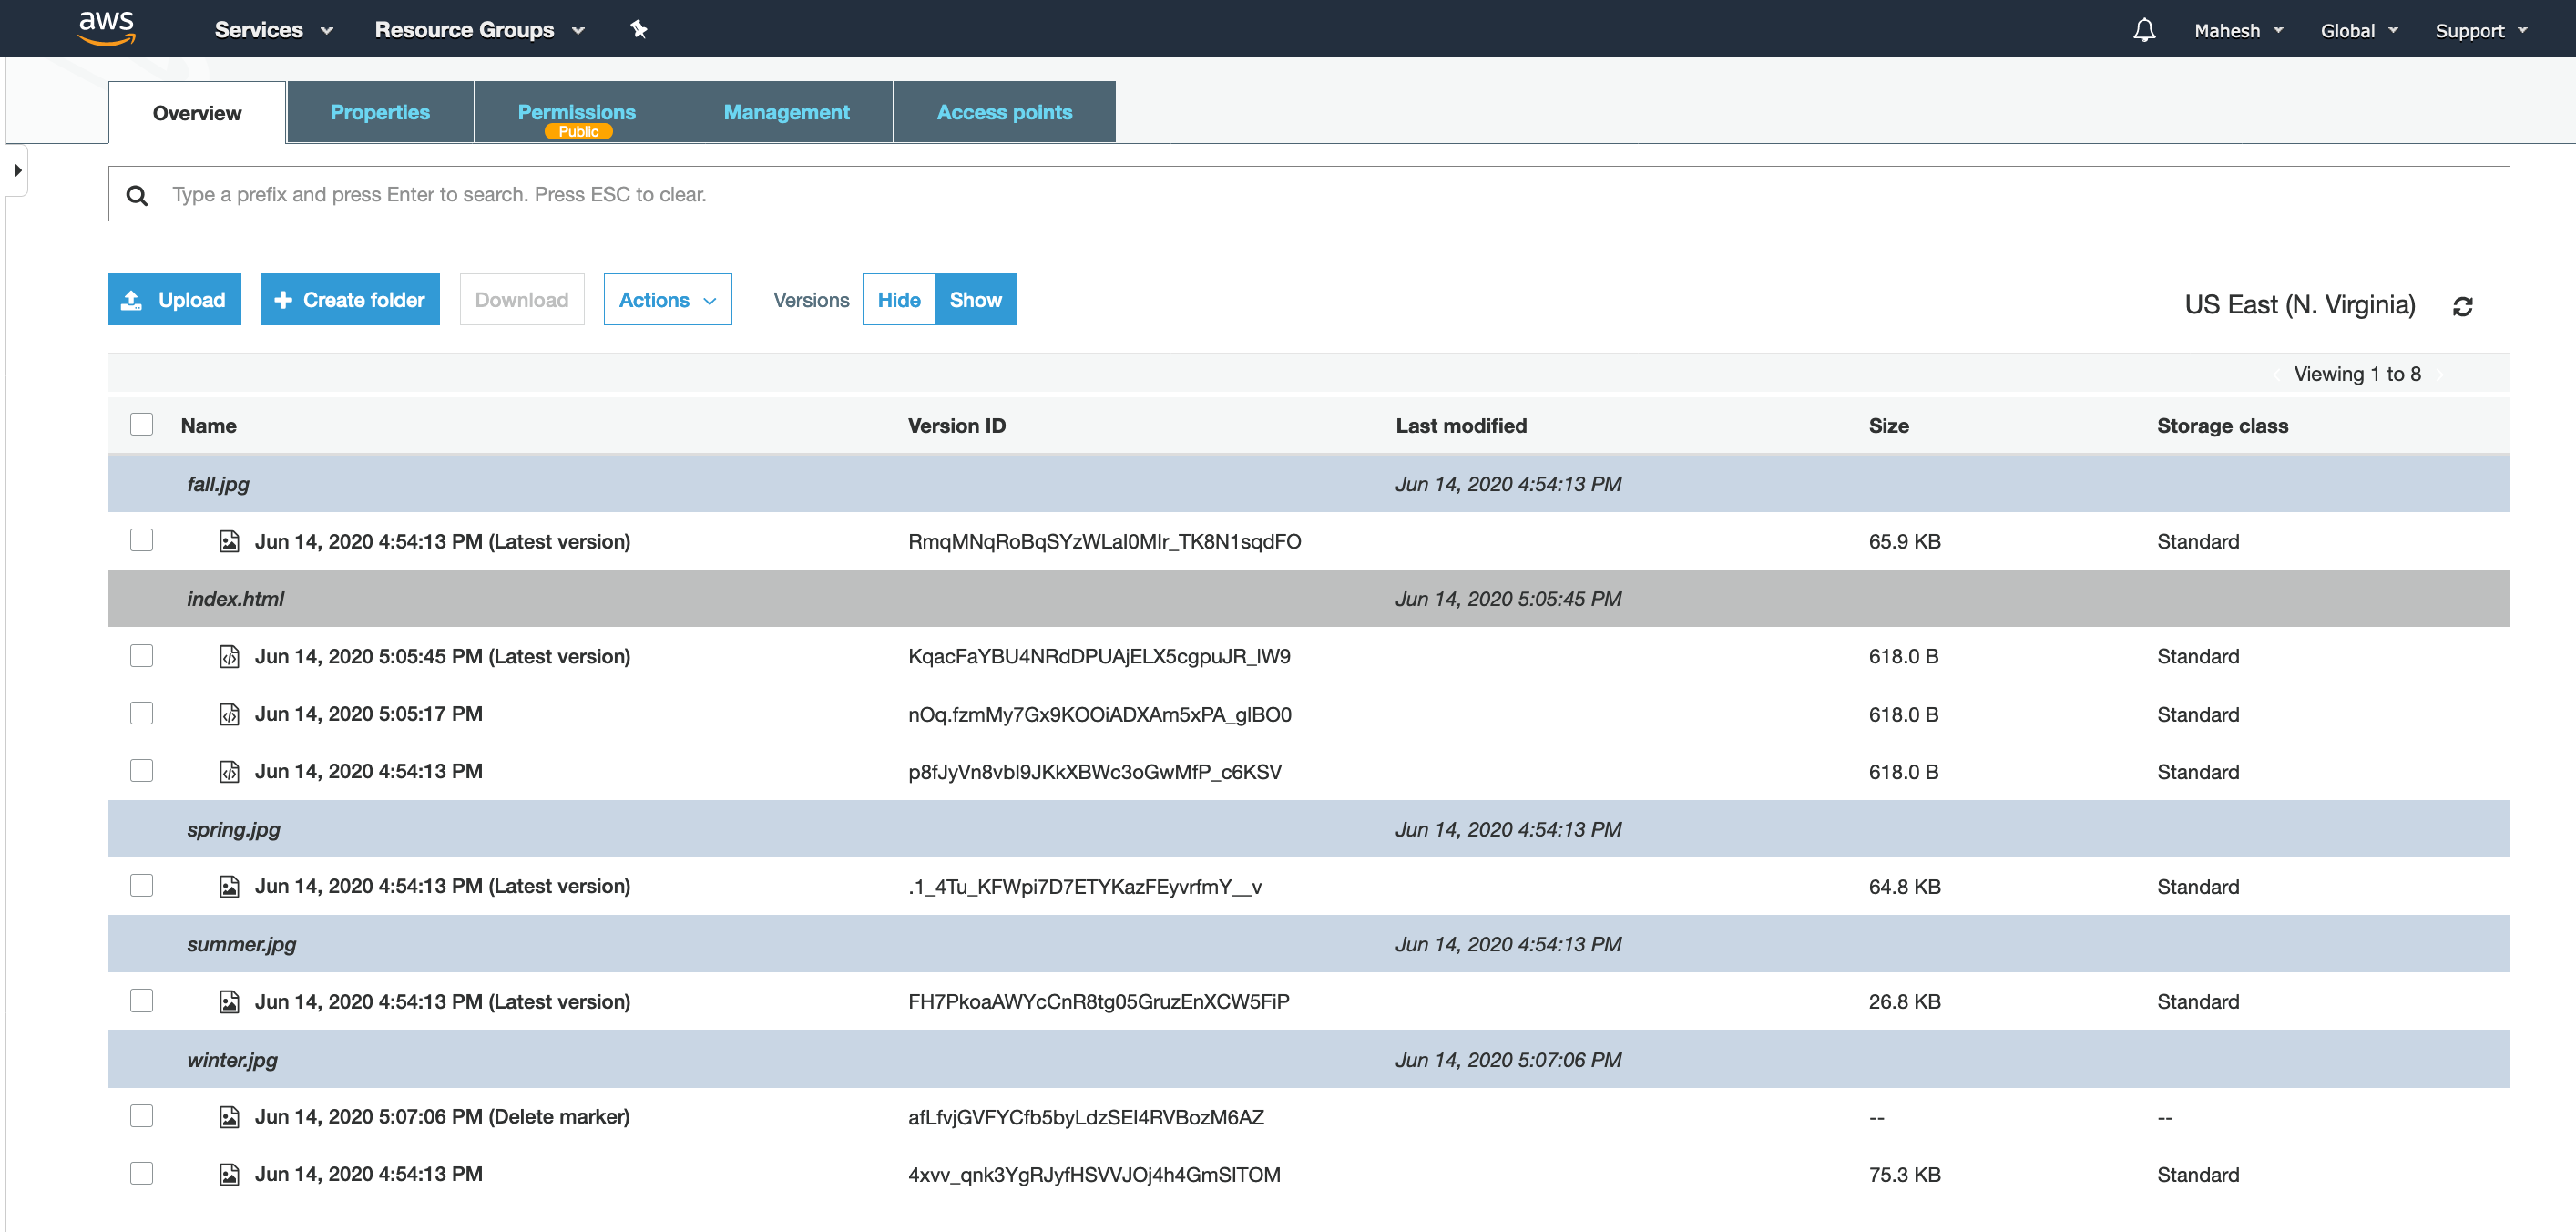 aws Services Resource Groups Mahesh Global Support
Overview Properties Permissions Management Access points
Public
Type a prefix and press Enter to search. Press ESC to clear.
Upload Create folder Download Actions Versions Hide Show US East (N. Virginia)
Viewing 1 to 8
Name Version ID Last modified Size Storage class
fall.jpg Jun 14, 2020 4:54:13 PM
Jun 14, 2020 4:54:13 PM (Latest version) RmqMNqRoBqSYzWLaI0MIr_TK8N1sqdFO 65.9 KB Standard
index.html Jun 14, 2020 5:05:45 PM
Jun 14, 2020 5:05:45 PM (Latest version) KqacFaYBU4NRdDPUAjELX5cgpuJR_IW9 618.0 B Standard
Jun 14, 2020 5:05:17 PM nOq.fzmMy7Gx9KOOiADXAm5xPA_glBO0 618.0 B Standard
Jun 14, 2020 4:54:13 PM p8fJyVn8vbI9JKkXBWc3oGwMfP_c6KSV 618.0 B Standard
spring.jpg Jun 14, 2020 4:54:13 PM
Jun 14, 2020 4:54:13 PM (Latest version) .1_4Tu_KFWpi7D7ETYKazFEyvrfmY__v 64.8 KB Standard
summer.jpg Jun 14, 2020 4:54:13 PM
Jun 14, 2020 4:54:13 PM (Latest version) FH7PkoaAWYcCnR8tg05GruzEnXCW5FiP 26.8 KB Standard
winter.jpg Jun 14, 2020 5:07:06 PM
Jun 14, 2020 5:07:06 PM (Delete marker) afLfvjGVFYCfb5byLdzSEI4RVBozM6AZ -- --
Jun 14, 2020 4:54:13 PM 4xvv_qnk3YgRJyfHSVVJOj4h4GmSITOM 75.3 KB Standard